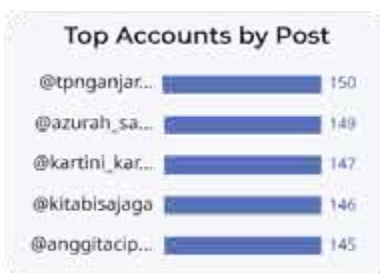 Top Accounts by Post
@tpnganjar... 150
@azurah_sa... 149
@kartini_kar... 147
@kitabisajaga 146
@anggitacip... 145